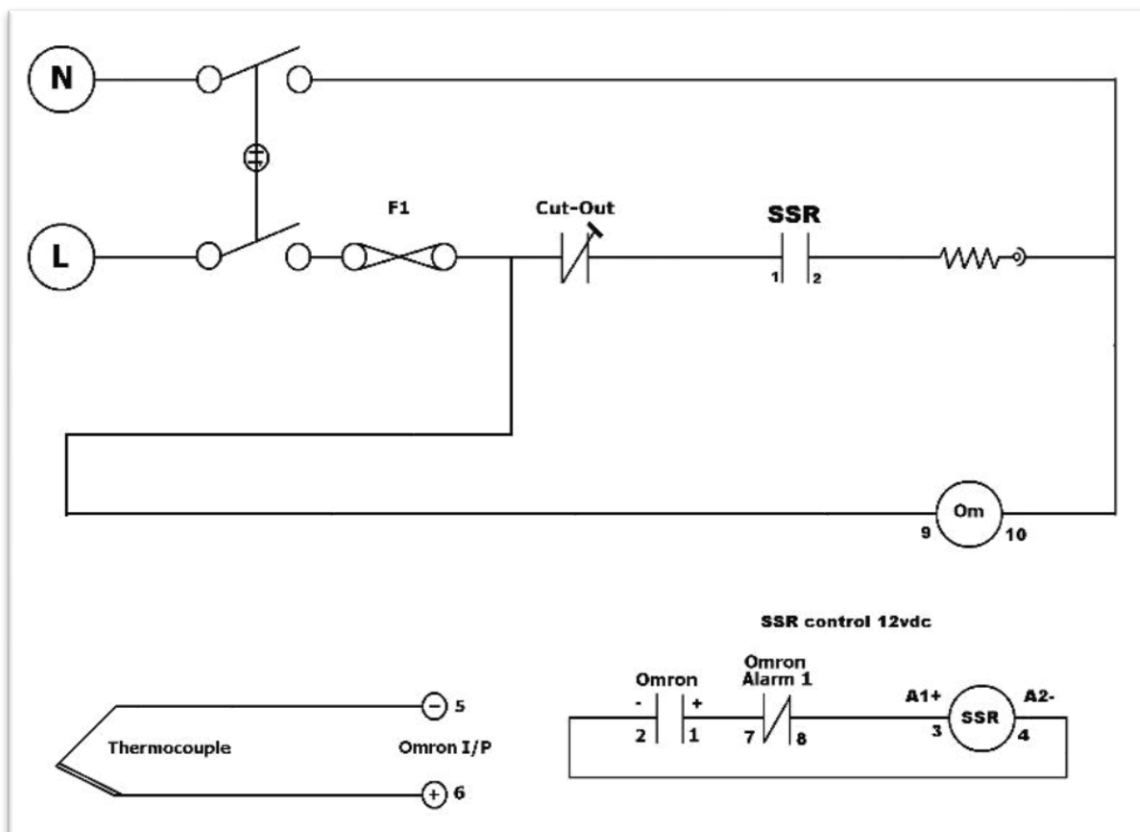 N
L
F1
Cut-Out
SSR
1 2
Om
9 10
SSR control 12vdc
Omron
Omron
Alarm 1
- +
2 1
7 8
A1+ A2-
SSR
3 4
Thermocouple
Omron I/P
- 5
+ 6